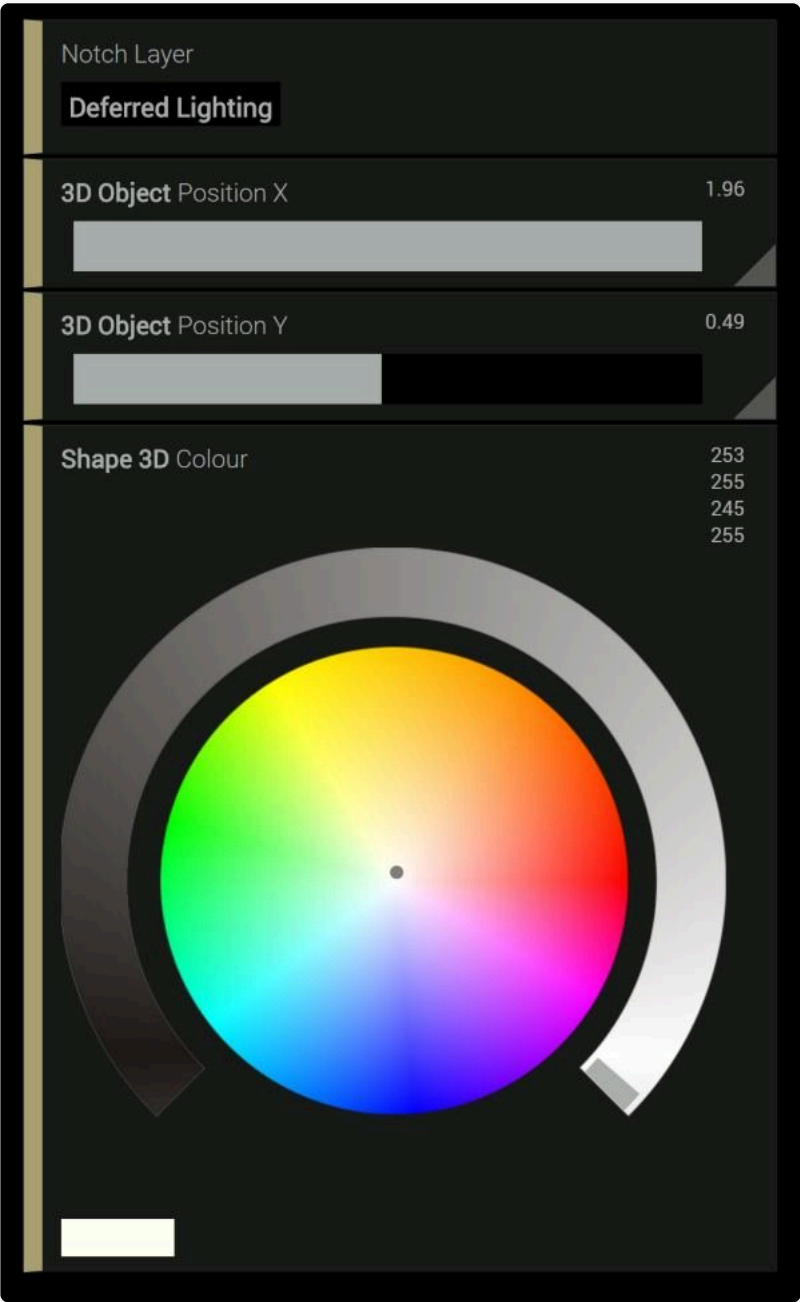 Notch Layer
Deferred Lighting
3D Object Position X 1.96
3D Object Position Y 0.49
Shape 3D Colour 253
255
245
255